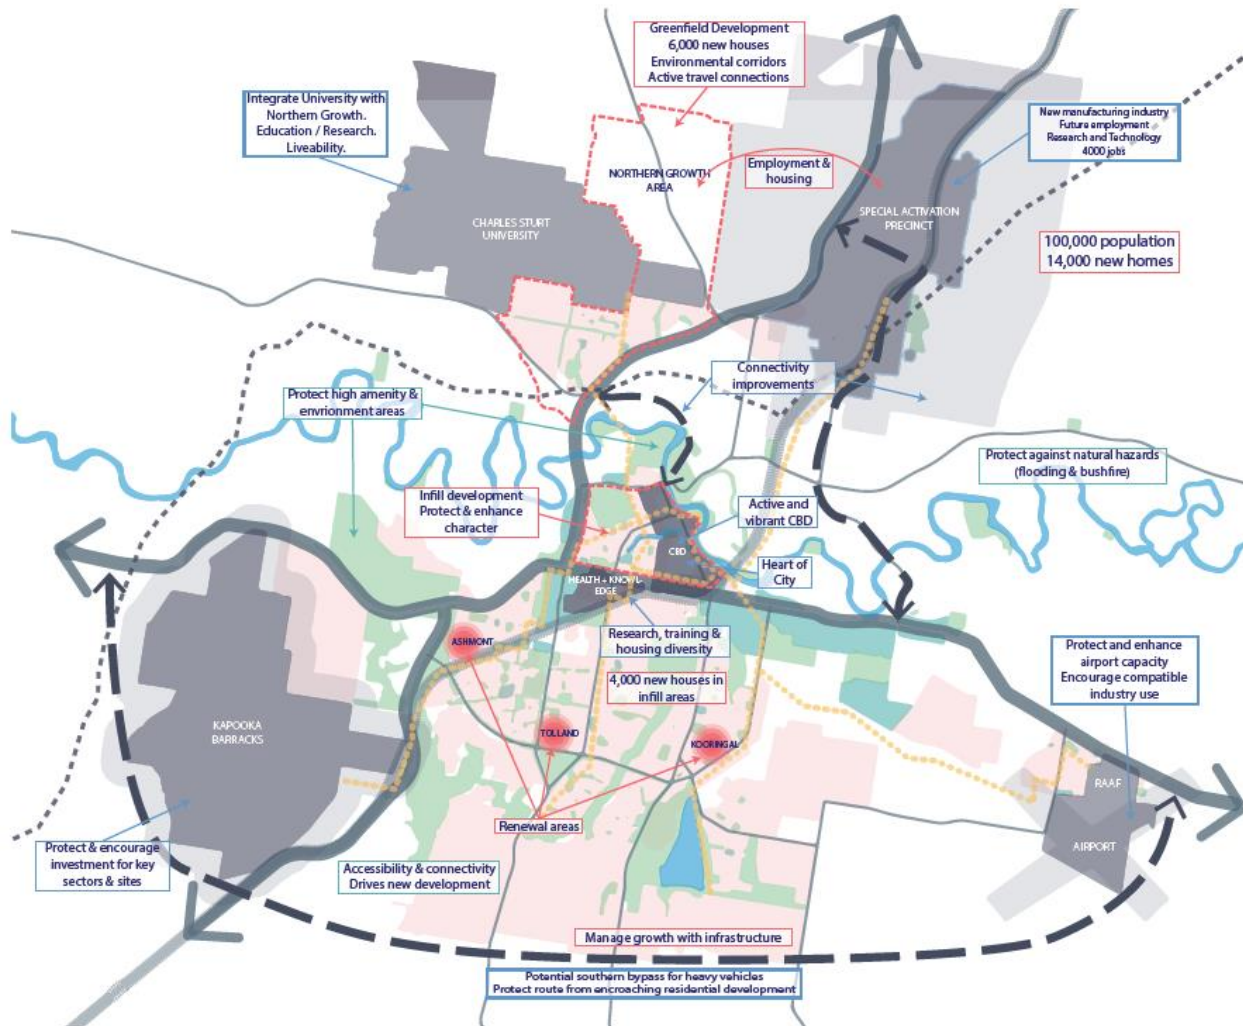 Greenfield Development
6,000 new houses
Environmental corridors
Active travel connections
Integrate University with
Northern Growth.
Education / Research.
Liveability.
New manufacturing industry
Future employment
Research and Technology
4000 jobs
NORTHERN GROWTH
AREA
Employment &
housing
CHARLES STURT
UNIVERSITY
SPECIAL ACTIVATION
PRECINCT
100,000 population
14,000 new homes
Connectivity
improvements
Protect high amenity &
envrionment areas
Protect against natural hazards
(flooding & bushfire)
Infill development
Protect & enhance
character
Active and
vibrant CBD
CBD
Heart of
City
HEALTH + KNOWL-
EDGE
Research, training &
housing diversity
ASHMONT
4,000 new houses in
infill areas
Protect and enhance
airport capacity
Encourage compatible
industry use
KAPOOKA
BARRACKS
TOLLAND
KOORINGAL
RAAF
AIRPORT
Renewal areas
Protect & encourage
investment for key
sectors & sites
Accessibility & connectivity
Drives new development
Manage growth with infrastructure
Potential southern bypass for heavy vehicles
Protect route from encroaching residential development